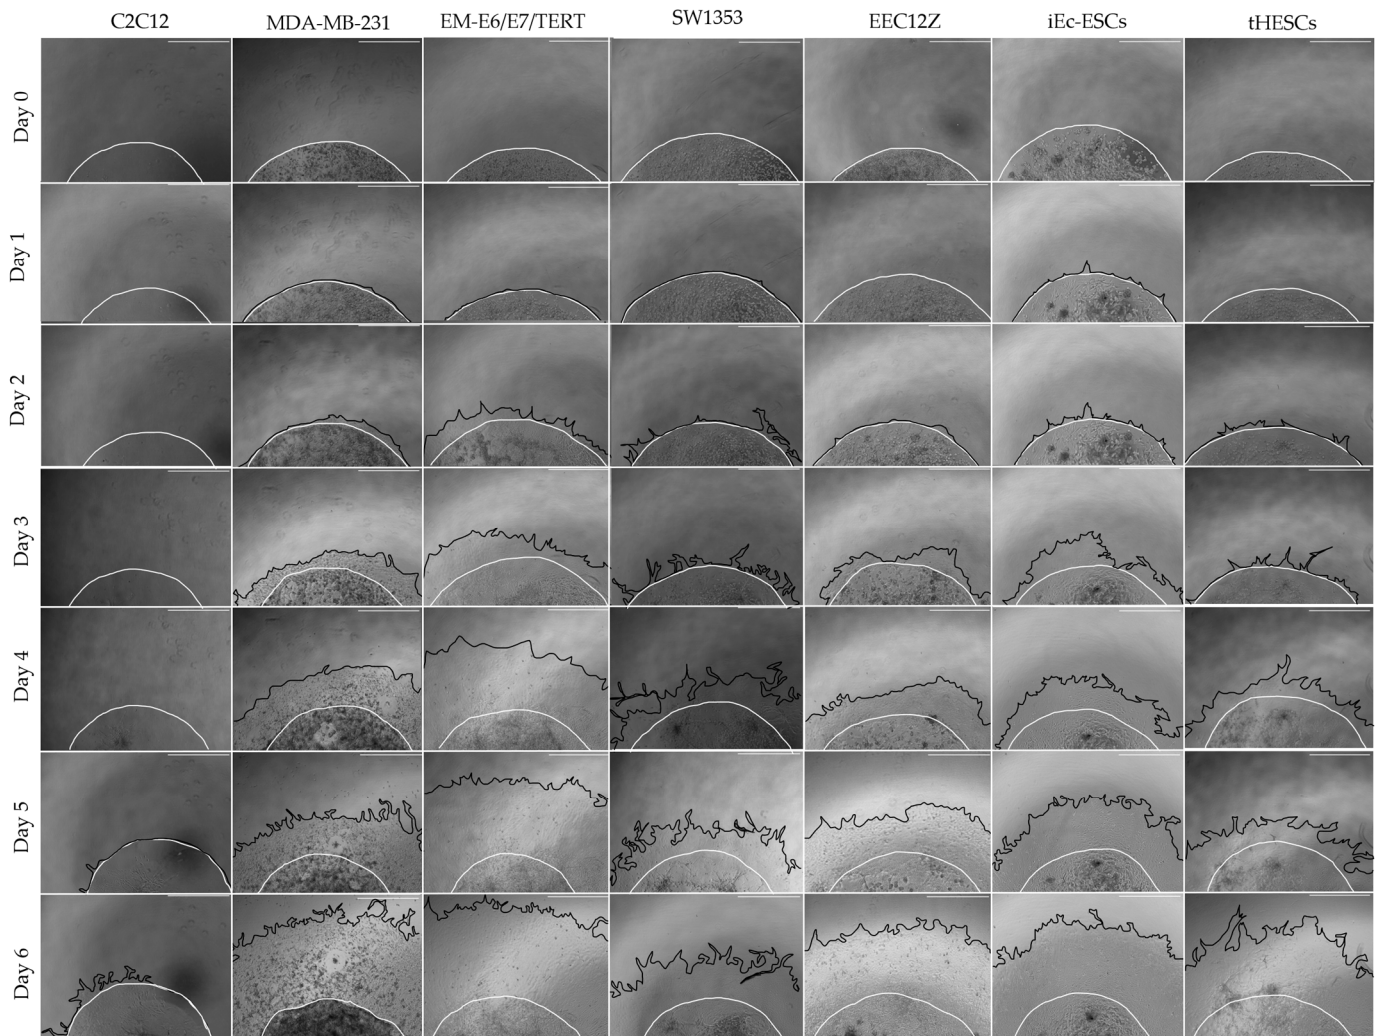 C2C12 MDA-MB-231 EM-E6/E7/TERT SW1353 EEC12Z iEc-ESCs tHESCs
Day 0
Day 1
Day 2
Day 3
Day 4
Day 5
Day 6